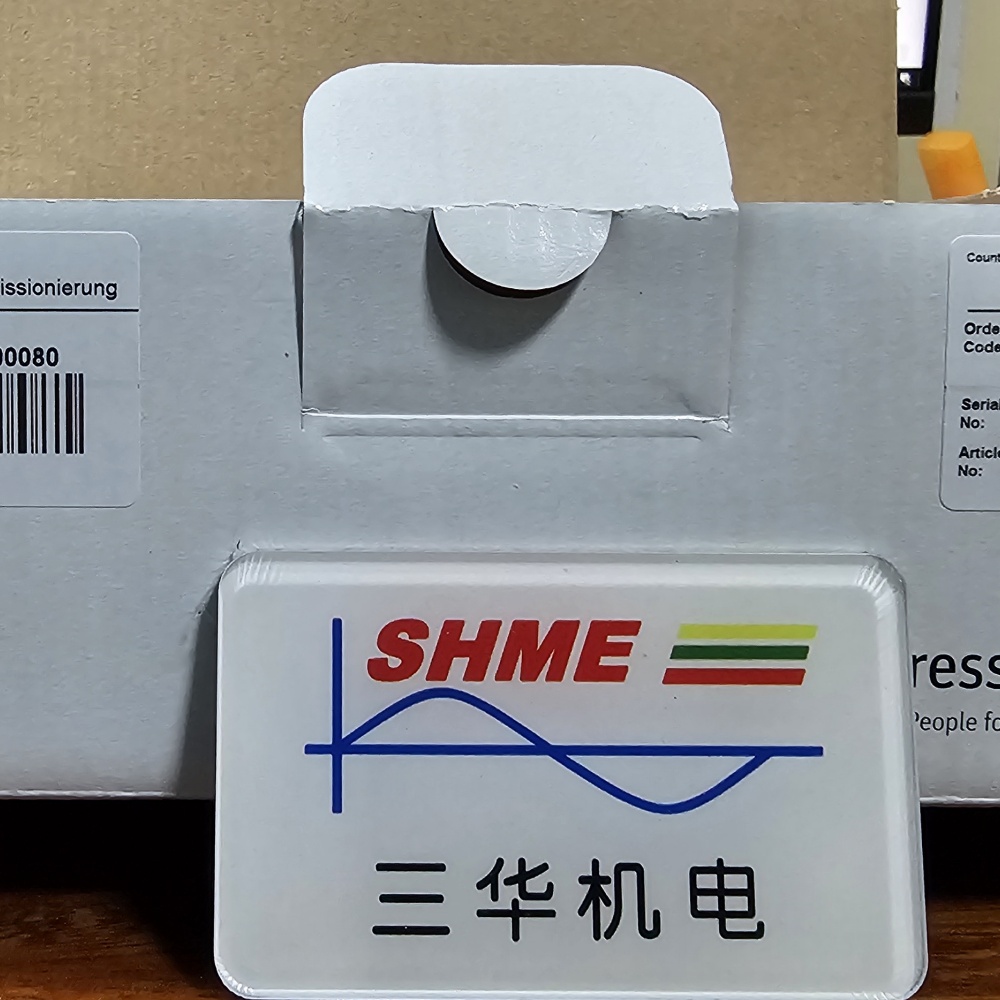 issionierung
00080
Count
Orde
Code
Serial
No:
Article
No:
ress
People fo
SHME
三华机电